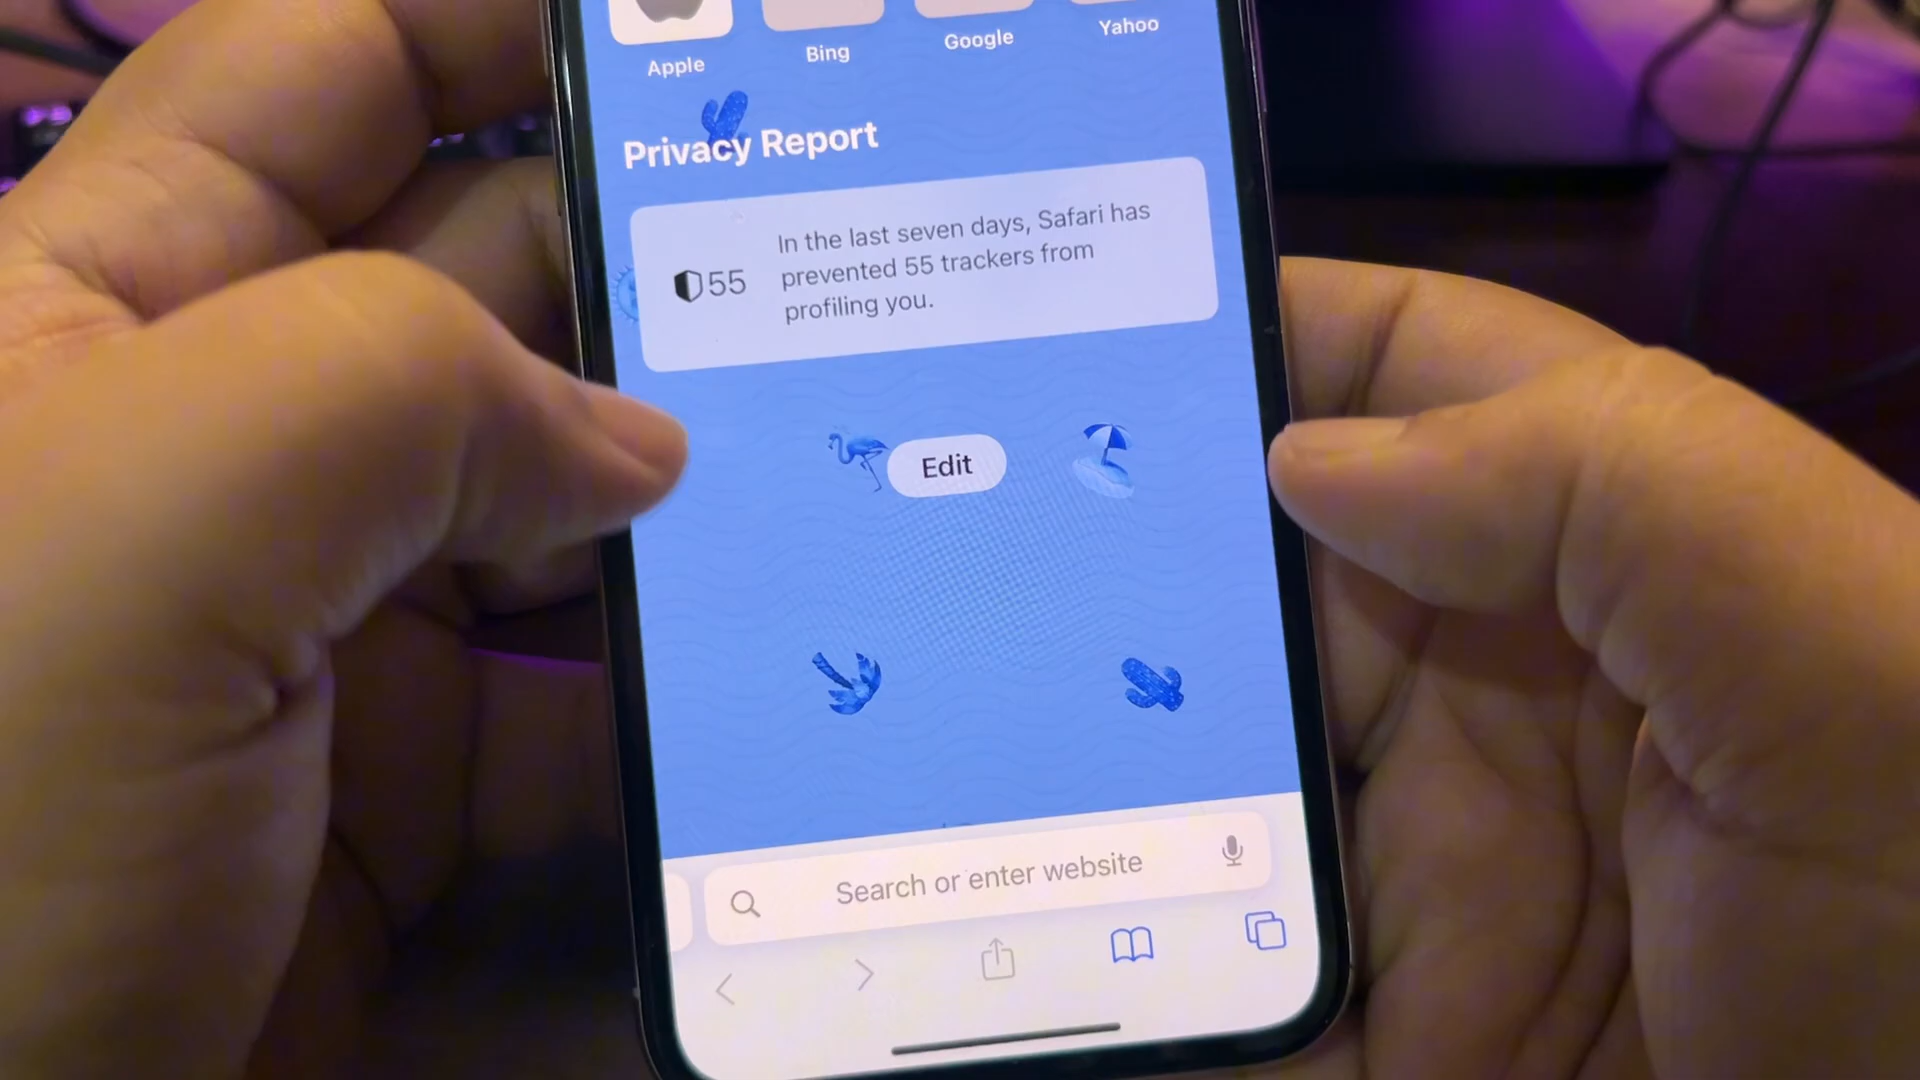 Apple Bing Google Yahoo
Privacy Report
55
In the last seven days, Safari has
prevented 55 trackers from
profiling you.
Edit
Search or enter website